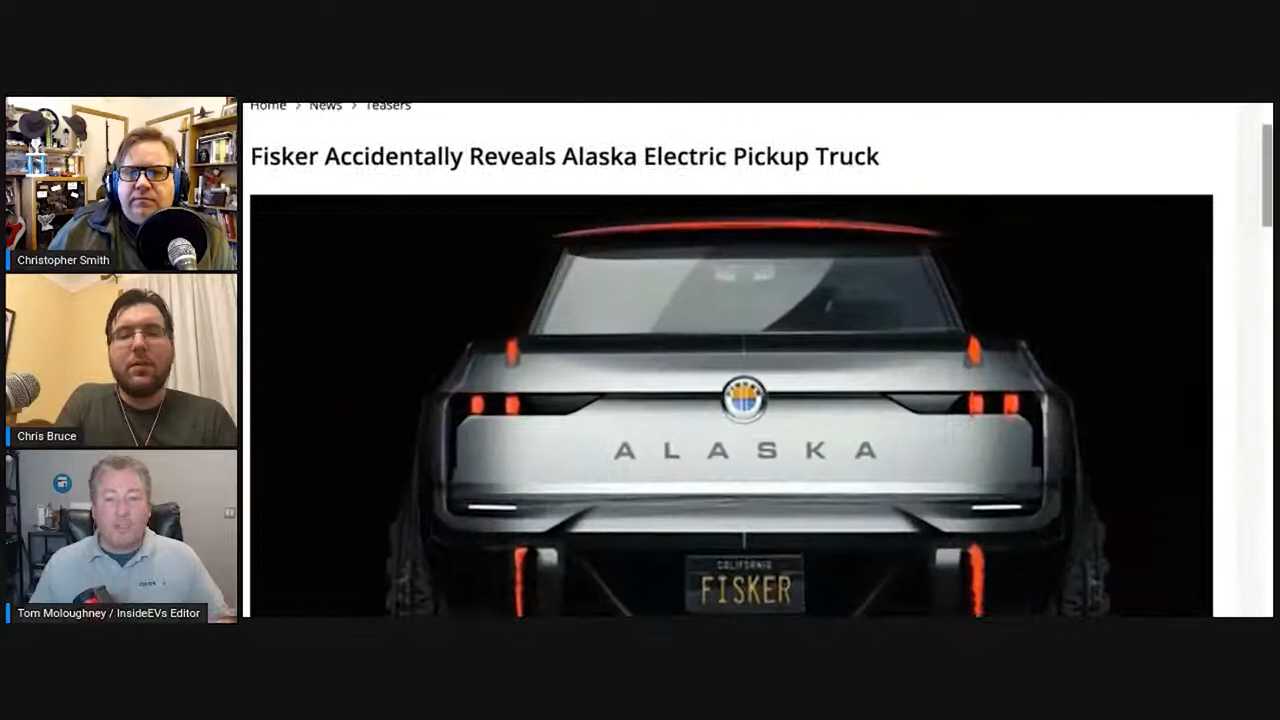 Home > News > Teasers
Fisker Accidentally Reveals Alaska Electric Pickup Truck
Christopher Smith
Chris Bruce
Tom Moloughney / InsideEVs Editor
ALASKA
CALIFORNIA
FISKER